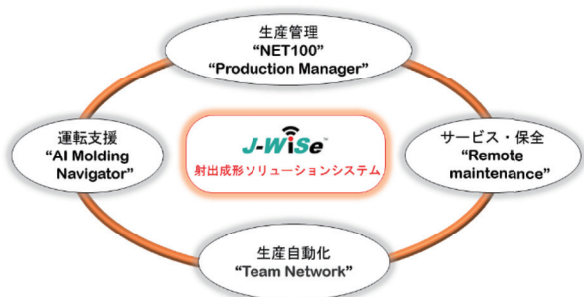 生産管理
“NET100”
“Production Manager”
運転支援
“AI Molding
Navigator”
J-WiSe™
射出成形ソリューションシステム
サービス・保全
“Remote
maintenance”
生産自動化
“Team Network”